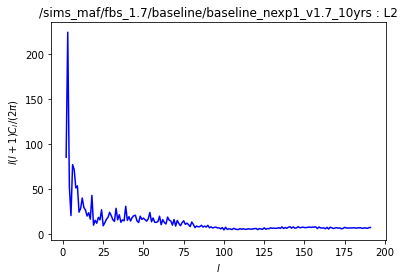 /sims_maf/fbs_1.7/baseline/baseline_nexp1_v1.7_10yrs : L2
l(l + 1)C_l/(2π)
200
150
100
50
0
0 25 50 75 100 125 150 175 200
l